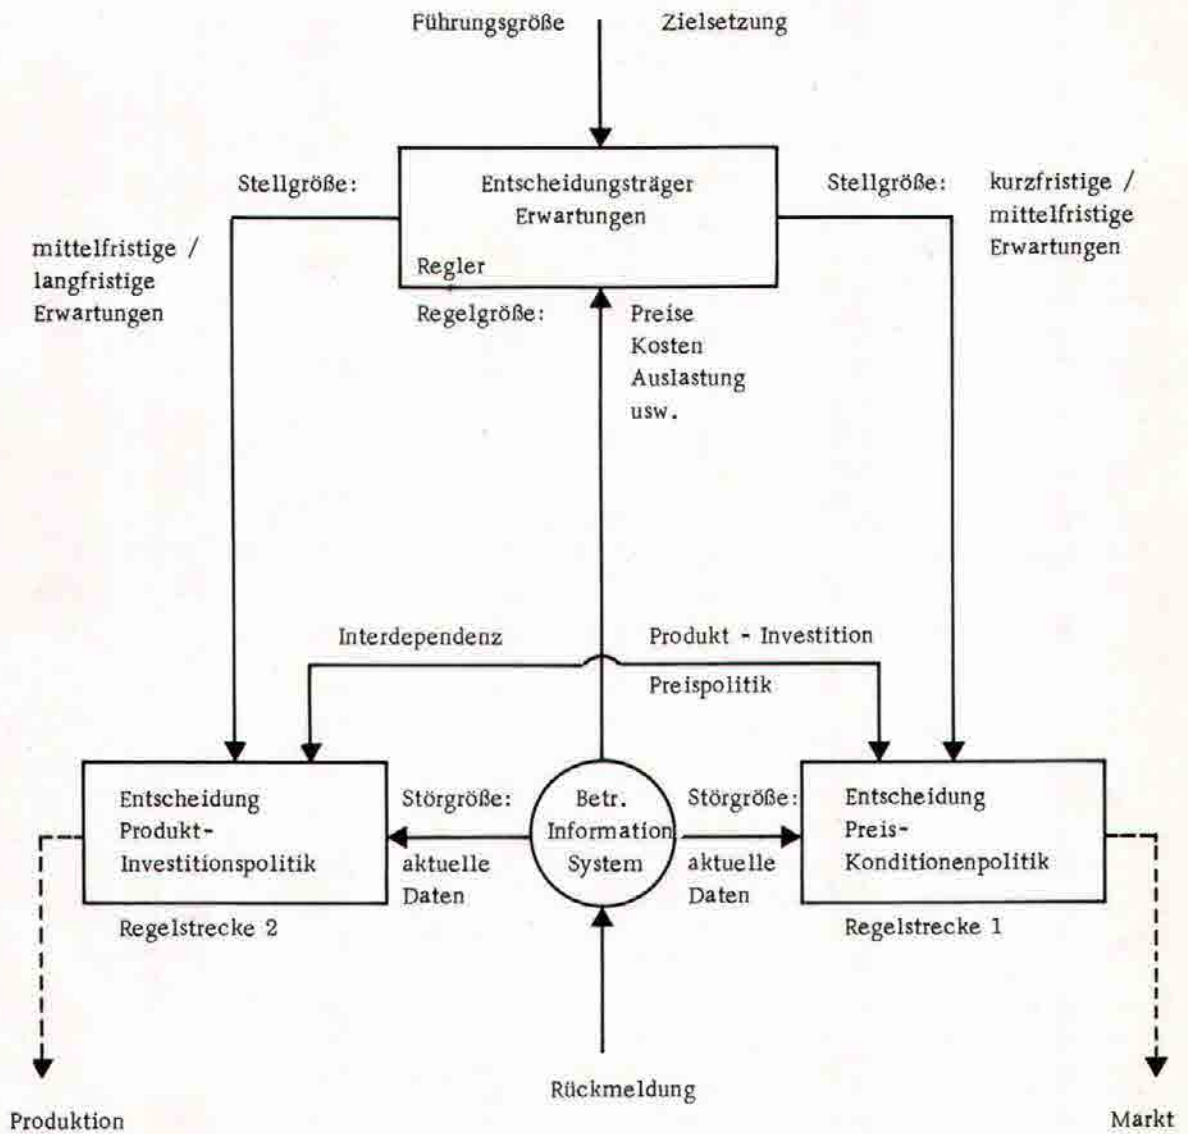 Führungsgröße Zielsetzung
Stellgröße:
mittelfristige /
langfristige
Erwartungen
Entscheidungsträger
Erwartungen
Regler
Stellgröße: kurzfristige /
mittelfristige
Erwartungen
Regelgröße: Preise
Kosten
Auslastung
usw.
Interdependenz Produkt - Investition
Preispolitik
Entscheidung
Produkt-
Investitionspolitik
Regelstrecke 2
Störgröße:
aktuelle
Daten
Betr.
Information
System
Störgröße:
aktuelle
Daten
Entscheidung
Preis-
Konditionenpolitik
Regelstrecke 1
Rückmeldung
Produktion
Markt